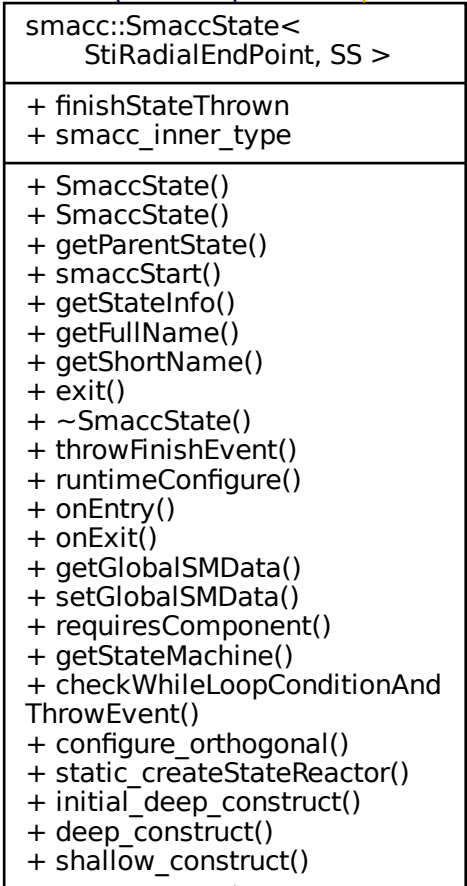 smacc::SmaccState<
StiRadialEndPoint, SS >
+ finishStateThrown
+ smacc_inner_type
+ SmaccState()
+ SmaccState()
+ getParentState()
+ smaccStart()
+ getStateInfo()
+ getFullName()
+ getShortName()
+ exit()
+ ~SmaccState()
+ throwFinishEvent()
+ runtimeConfigure()
+ onEntry()
+ onExit()
+ getGlobalSMData()
+ setGlobalSMData()
+ requiresComponent()
+ getStateMachine()
+ checkWhileLoopConditionAnd
ThrowEvent()
+ configure_orthogonal()
+ static_createStateReactor()
+ initial_deep_construct()
+ deep_construct()
+ shallow_construct()